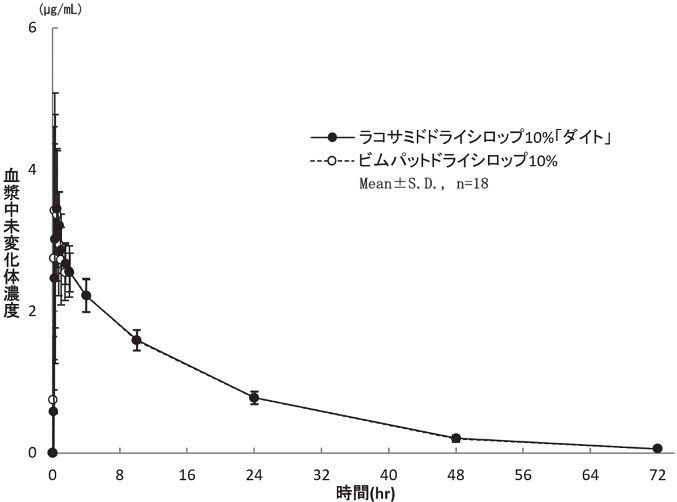 (μg/mL)
6
4
2
0
血漿中未変化体濃度
ラコサミドドライシロップ10%｢ダイト｣
ビムパットドライシロップ10%
Mean±S.D., n=18
0 8 16 24 32 40 48 56 64 72
時間(hr)